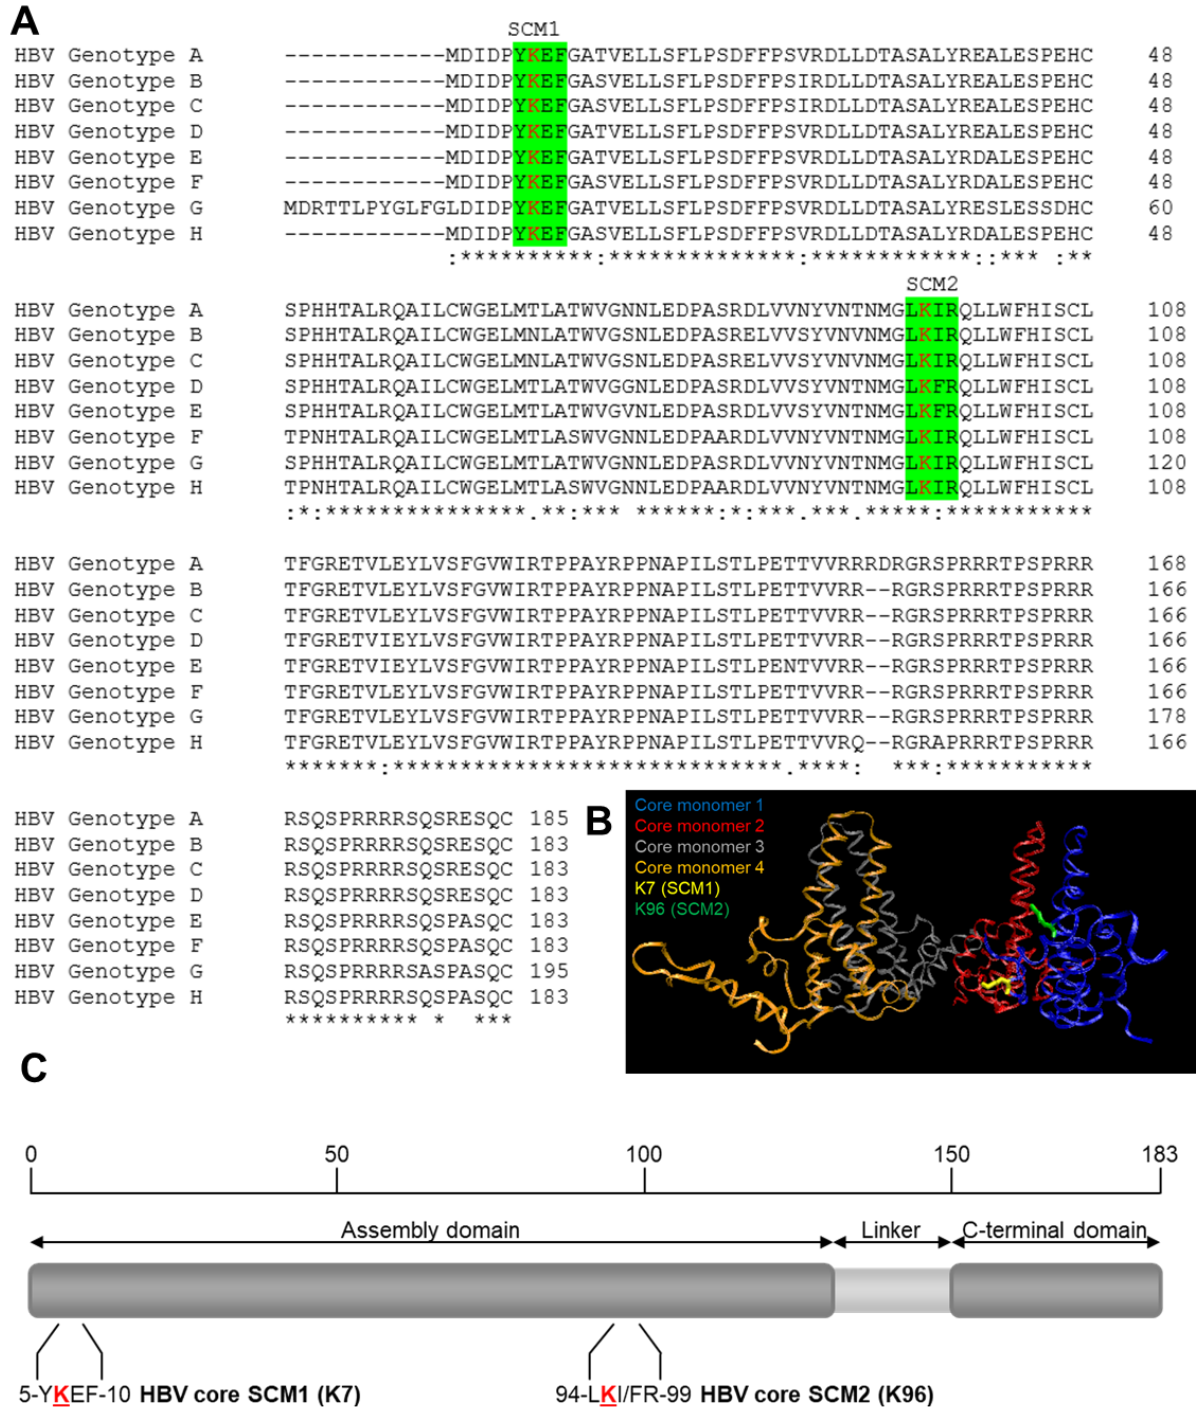 A
SCM1
HBV Genotype A ------------MDIDPYKEFGATVELLSFLPSDFFPSVRDLLDTASALYREALESPEHC 48
HBV Genotype B ------------MDIDPYKEFGASVELLSFLPSDFFPSIRDLLDTASALYREALESPEHC 48
HBV Genotype C ------------MDIDPYKEFGASVELLSFLPSDFFPSIRDLLDTASALYREALESPEHC 48
HBV Genotype D ------------MDIDPYKEFGATVELLSFLPSDFFPSVRDLLDTASALYREALESPEHC 48
HBV Genotype E ------------MDIDPYKEFGATVELLSFLPSDFFPSVRDLLDTASALYRDALESPEHC 48
HBV Genotype F ------------MDIDPYKEFGASVELLSFLPSDFFPSVRDLLDTASALYRDALESPEHC 48
HBV Genotype G MDRTTLPYGLFGLDIDPYKEFGATVELLSFLPSDFFPSVRDLLDTASALYRESLESSDHC 60
HBV Genotype H ------------MDIDPYKEFGASVELLSFLPSDFFPSVRDLLDTASALYRDALESPEHC 48
:**********:**************:************::*** :**
SCM2
HBV Genotype A SPHHTALRQAILCWGELMTLATWVGNNLEDPASRDLVVNYVNTNMGLKIRQLLWFHISCL 108
HBV Genotype B SPHHTALRQAILCWGELMNLATWVGSNLEDPASRELVVSYVNVNMGLKIRQLLWFHISCL 108
HBV Genotype C SPHHTALRQAILCWGELMNLATWVGSNLEDPASRELVVSYVNVNMGLKIRQLLWFHISCL 108
HBV Genotype D SPHHTALRQAILCWGELMTLATWVGGNLEDPASRDLVVSYVNTNMGLKFRQLLWFHISCL 108
HBV Genotype E SPHHTALRQAILCWGELMTLATWVGVNLEDPASRDLVVSYVNTNMGLKFRQLLWFHISCL 108
HBV Genotype F TPNHTALRQAILCWGELMTLASWVGNNLEDPAARDLVVNYVNTNMGLKIRQLLWFHISCL 108
HBV Genotype G SPHHTALRQAILCWGELMTLATWVGNNLEDPASRDLVVNYVNTNMGLKIRQLLWFHISCL 120
HBV Genotype H TPNHTALRQAILCWGELMTLASWVGNNLEDPAARDLVVNYVNTNMGLKIRQLLWFHISCL 108
:*:***************.**:*** ******:*:***.***.*****:***********
HBV Genotype A TFGRETVLEYLVSFGVWIRTPPAYRPPNAPILSTLPETTVVRRRDRGRSPRRRTPSPRRR 168
HBV Genotype B TFGRETVLEYLVSFGVWIRTPPAYRPPNAPILSTLPETTVVRR--RGRSPRRRTPSPRRR 166
HBV Genotype C TFGRETVLEYLVSFGVWIRTPPAYRPPNAPILSTLPETTVVRR--RGRSPRRRTPSPRRR 166
HBV Genotype D TFGRETVIEYLVSFGVWIRTPPAYRPPNAPILSTLPETTVVRR--RGRSPRRRTPSPRRR 166
HBV Genotype E TFGRETVIEYLVSFGVWIRTPPAYRPPNAPILSTLPENTVVRR--RGRSPRRRTPSPRRR 166
HBV Genotype F TFGRETVLEYLVSFGVWIRTPPAYRPPNAPILSTLPETTVVRR--RGRSPRRRTPSPRRR 166
HBV Genotype G TFGRETVLEYLVSFGVWIRTPPAYRPPNAPILSTLPETTVVRR--RGRSPRRRTPSPRRR 178
HBV Genotype H TFGRETVLEYLVSFGVWIRTPPAYRPPNAPILSTLPETTVVRQ--RGRAPRRRTPSPRRR 166
*******:*****************************.****: ***:***********
HBV Genotype A RSQSPRRRRSQSRESQC 185
HBV Genotype B RSQSPRRRRSQSRESQC 183
HBV Genotype C RSQSPRRRRSQSRESQC 183
HBV Genotype D RSQSPRRRRSQSRESQC 183
HBV Genotype E RSQSPRRRRSQSPASQC 183
HBV Genotype F RSQSPRRRRSQSPASQC 183
HBV Genotype G RSQSPRRRRSASPASQC 195
HBV Genotype H RSQSPRRRRSQSPASQC 183
********** * ***
B
Core monomer 1
Core monomer 2
Core monomer 3
Core monomer 4
K7 (SCM1)
K96 (SCM2)
C
0 50 100 150 183
Assembly domain Linker C-terminal domain
5-YKEF-10 HBV core SCM1 (K7) 94-LKI/FR-99 HBV core SCM2 (K96)